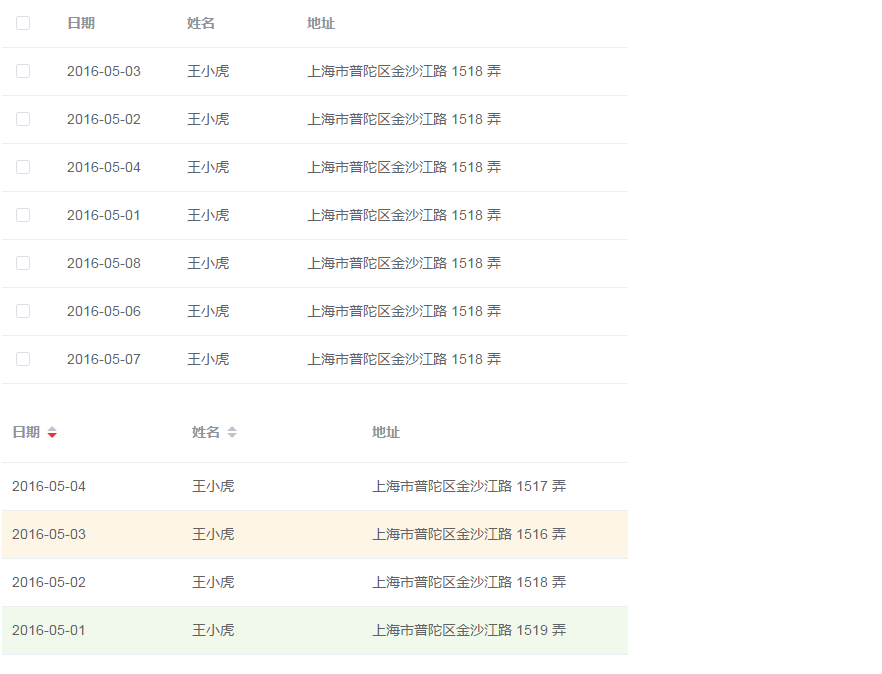 日期 姓名 地址
2016-05-03 王小虎 上海市普陀区金沙江路 1518 弄
2016-05-02 王小虎 上海市普陀区金沙江路 1518 弄
2016-05-04 王小虎 上海市普陀区金沙江路 1518 弄
2016-05-01 王小虎 上海市普陀区金沙江路 1518 弄
2016-05-08 王小虎 上海市普陀区金沙江路 1518 弄
2016-05-06 王小虎 上海市普陀区金沙江路 1518 弄
2016-05-07 王小虎 上海市普陀区金沙江路 1518 弄
日期 姓名 地址
2016-05-04 王小虎 上海市普陀区金沙江路 1517 弄
2016-05-03 王小虎 上海市普陀区金沙江路 1516 弄
2016-05-02 王小虎 上海市普陀区金沙江路 1518 弄
2016-05-01 王小虎 上海市普陀区金沙江路 1519 弄